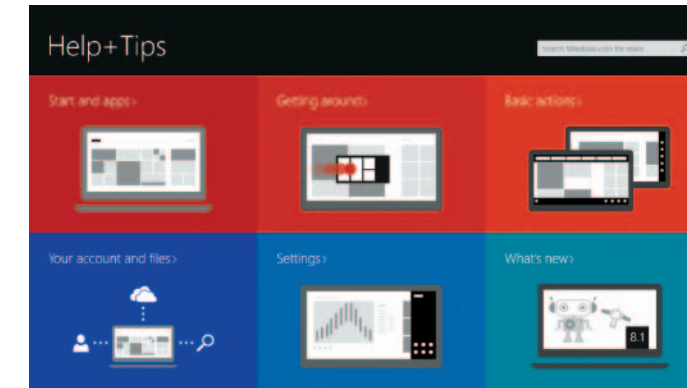 Help+Tips
Search Windows.com for more
Start and apps›
Getting around›
Basic actions›
Your account and files›
Settings›
What's new›
8.1